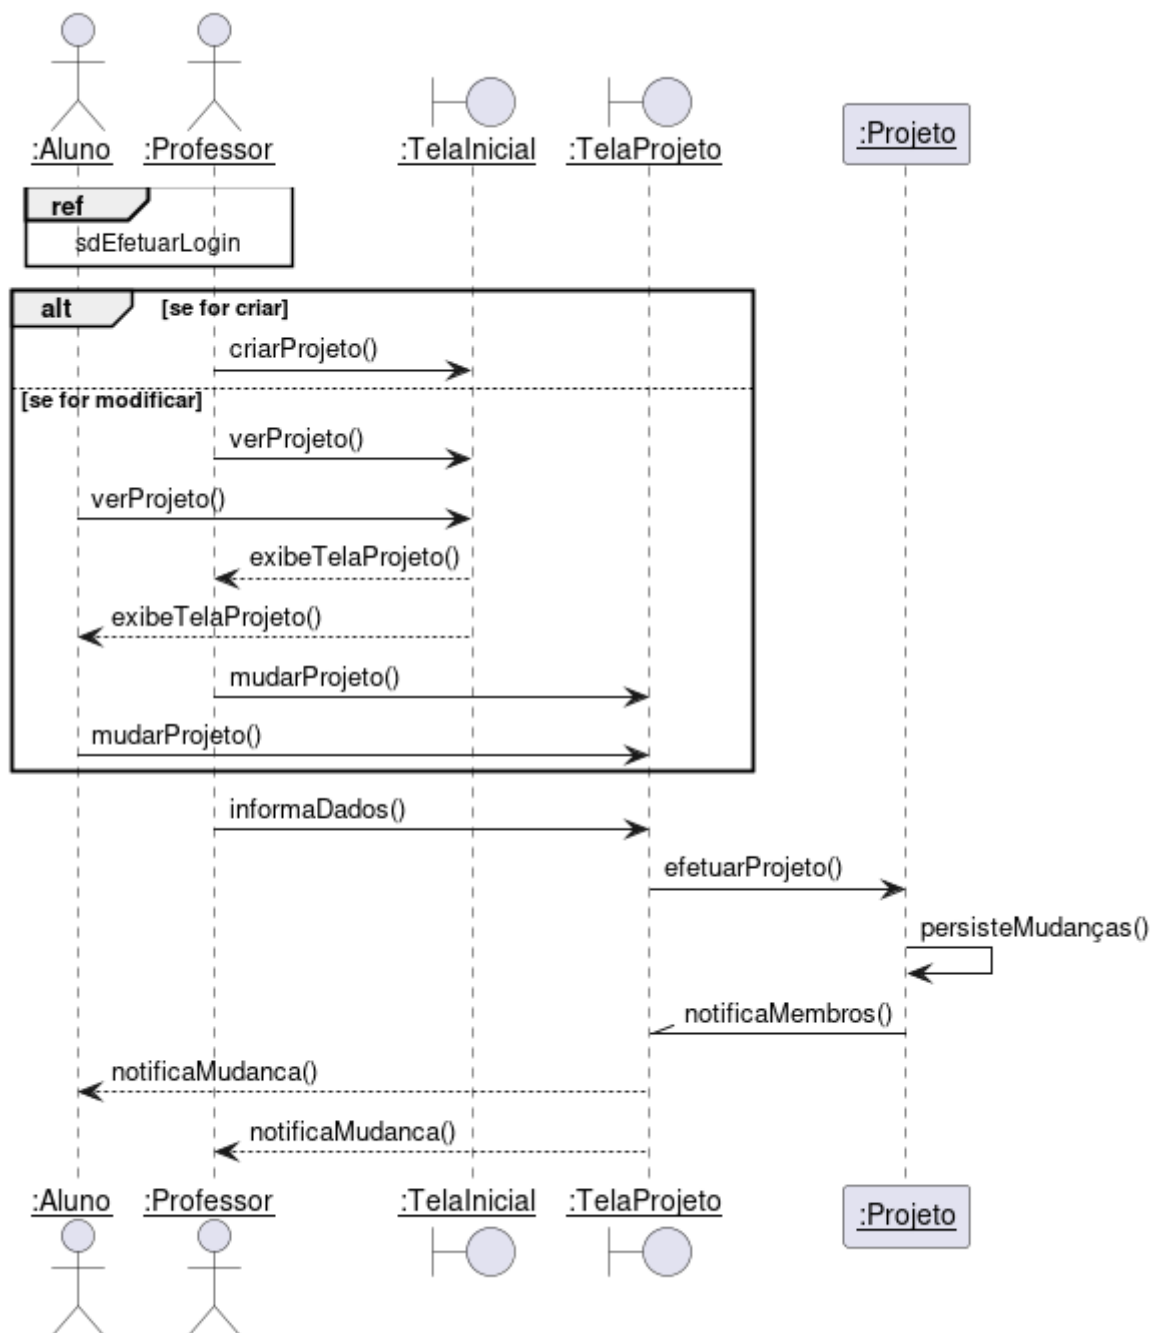 :Aluno
:Professor
:TelaInicial
:TelaProjeto
:Projeto
ref
sdEfetuarLogin
alt
[se for criar]
criarProjeto()
[se for modificar]
verProjeto()
verProjeto()
exibeTelaProjeto()
exibeTelaProjeto()
mudarProjeto()
mudarProjeto()
informaDados()
efetuarProjeto()
persisteMudanças()
notificaMembros()
notificaMudanca()
notificaMudanca()
:Aluno
:Professor
:TelaInicial
:TelaProjeto
:Projeto